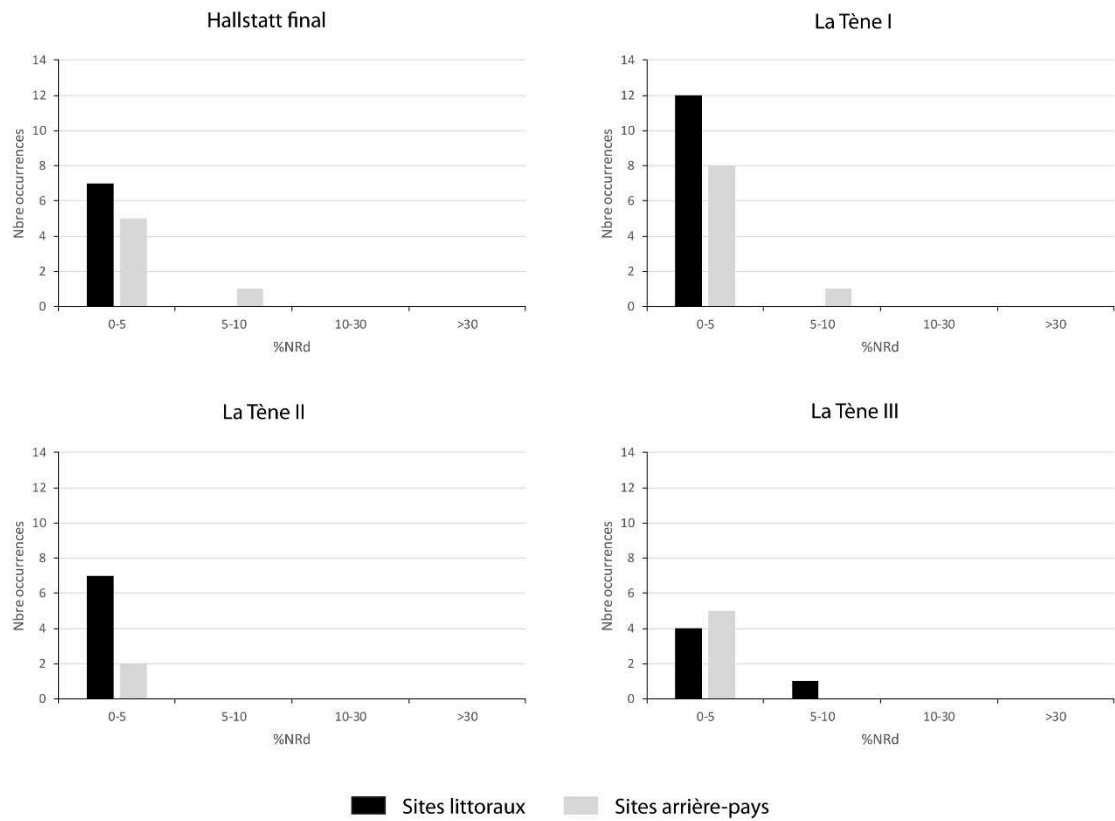 Hallstatt final
14
12
10
8
6
4
2
0
Nbre occurrences
0-5 5-10 10-30 >30
%NRd
La Tène I
14
12
10
8
6
4
2
0
Nbre occurrences
0-5 5-10 10-30 >30
%NRd
La Tène II
14
12
10
8
6
4
2
0
Nbre occurrences
0-5 5-10 10-30 >30
%NRd
La Tène III
14
12
10
8
6
4
2
0
Nbre occurrences
0-5 5-10 10-30 >30
%NRd
Sites littoraux Sites arrière-pays